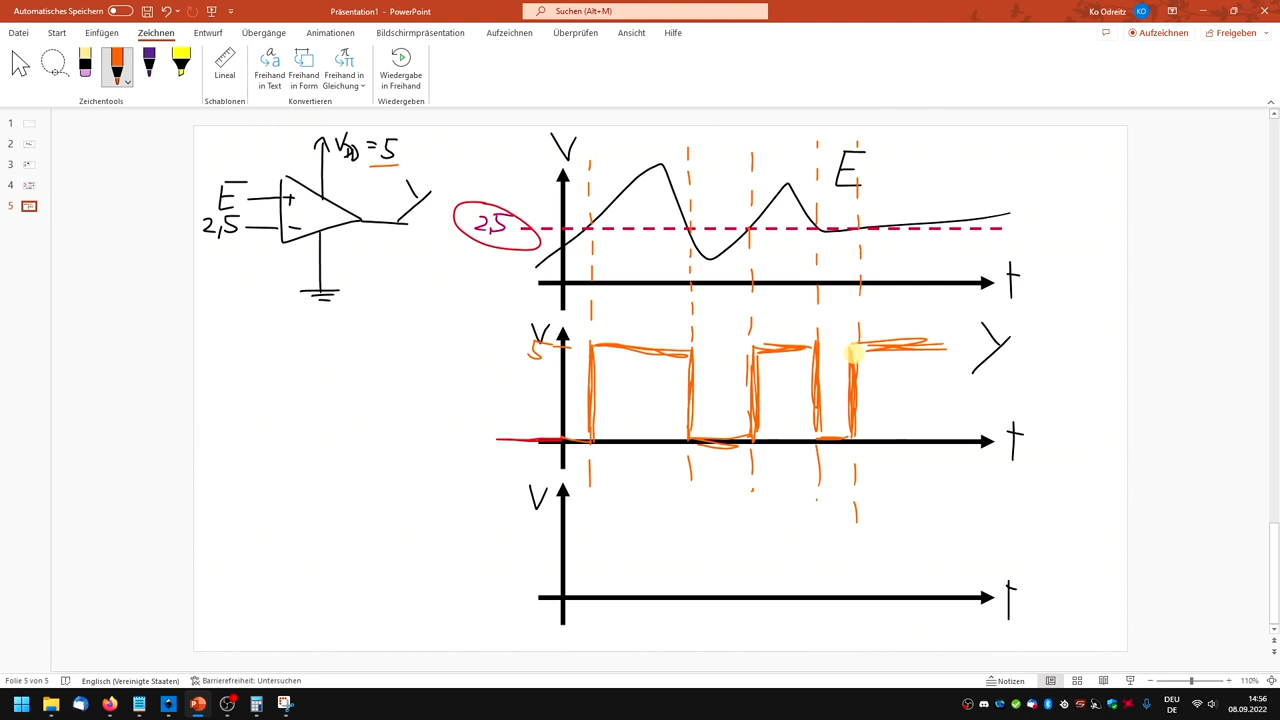 Automatisches Speichern
Präsentation1 - PowerPoint
Suchen (Alt+M)
Ko Odreitz
KO
Datei Start Einfügen Zeichnen Entwurf Übergänge Animationen Bildschirmpräsentation Aufzeichnen Überprüfen Ansicht Hilfe
Aufzeichnen
Freigeben
Lineal
Freihand in Text
Freihand in Form
Freihand in Gleichung
Wiedergabe in Freihand
Zeichentools
Schablonen
Konvertieren
Wiedergeben
1
2
3
4
5
VDD = 5
E
+
Y
2,5
-
V
E
2,5
t
V
5
Y
t
V
t
Folie 5 von 5
Englisch (Vereinigte Staaten)
Barrierefreiheit: Untersuchen
Notizen
110%
DEU
DE
14:56
08.09.2022